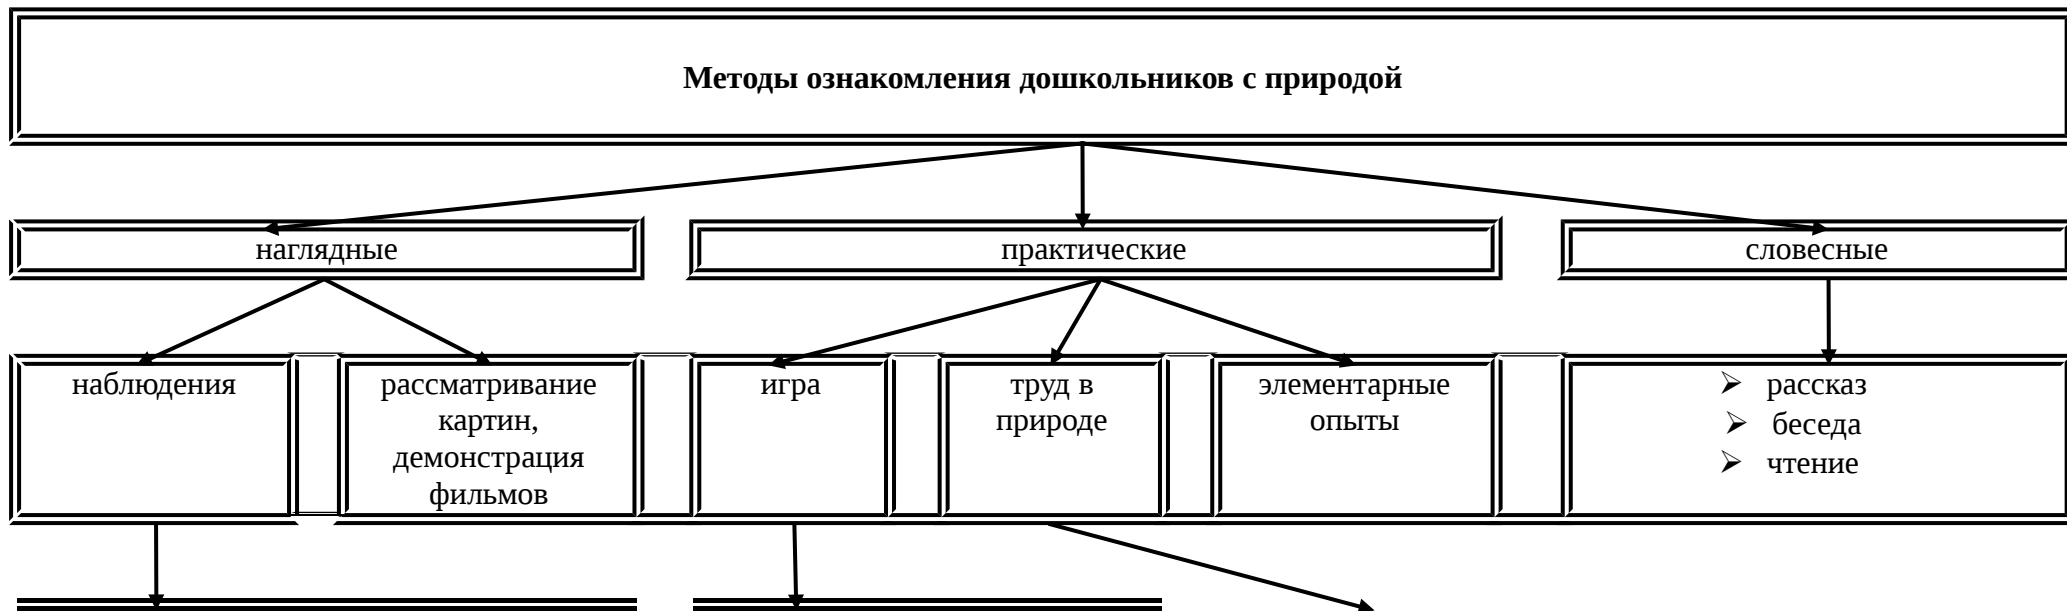 Методы ознакомления дошкольников с природой
наглядные
практические
словесные
наблюдения
рассматривание
картин,
демонстрация
фильмов
игра
труд в
природе
элементарные
опыты
➢ рассказ
➢ беседа
➢ чтение